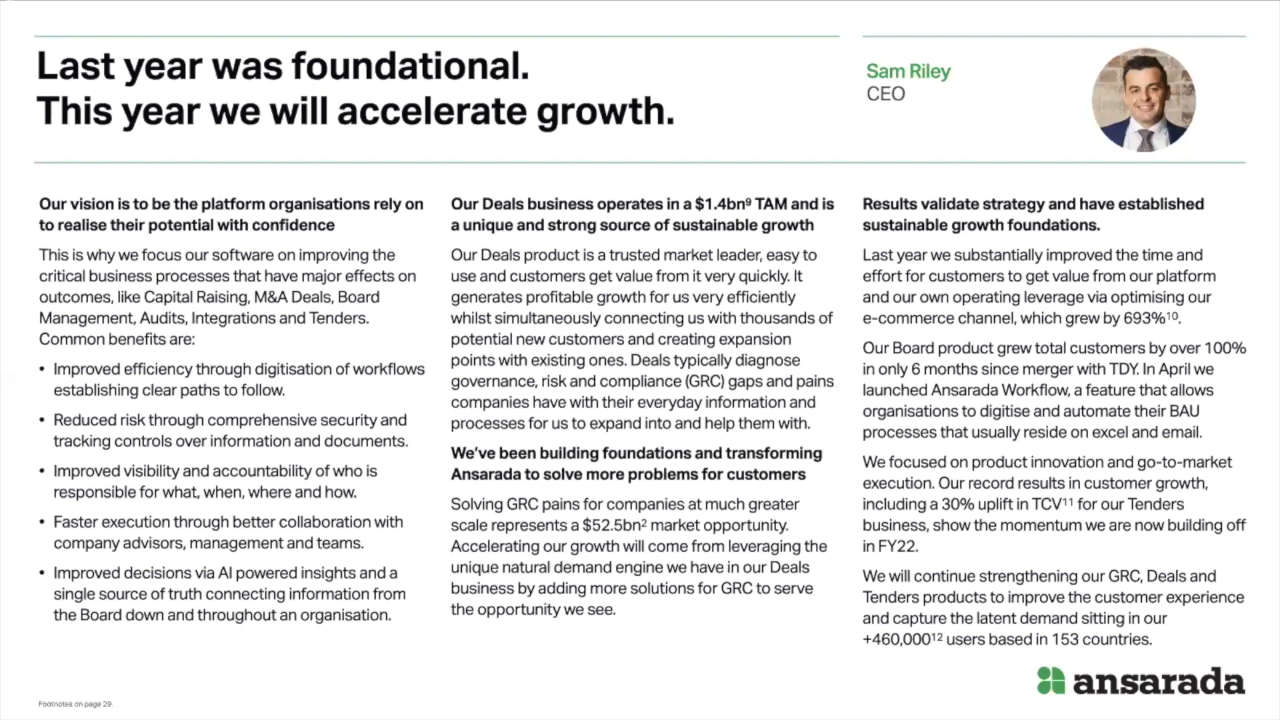 Last year was foundational.
This year we will accelerate growth.
Sam Riley
CEO
Our vision is to be the platform organisations rely on
to realise their potential with confidence
This is why we focus our software on improving the
critical business processes that have major effects on
outcomes, like Capital Raising, M&A Deals, Board
Management, Audits, Integrations and Tenders.
Common benefits are:
• Improved efficiency through digitisation of workflows
establishing clear paths to follow.
• Reduced risk through comprehensive security and
tracking controls over information and documents.
• Improved visibility and accountability of who is
responsible for what, when, where and how.
• Faster execution through better collaboration with
company advisors, management and teams.
• Improved decisions via AI powered insights and a
single source of truth connecting information from
the Board down and throughout an organisation.
Our Deals business operates in a $1.4bn⁹ TAM and is
a unique and strong source of sustainable growth
Our Deals product is a trusted market leader, easy to
use and customers get value from it very quickly. It
generates profitable growth for us very efficiently
whilst simultaneously connecting us with thousands of
potential new customers and creating expansion
points with existing ones. Deals typically diagnose
governance, risk and compliance (GRC) gaps and pains
companies have with their everyday information and
processes for us to expand into and help them with.
We've been building foundations and transforming
Ansarada to solve more problems for customers
Solving GRC pains for companies at much greater
scale represents a $52.5bn² market opportunity.
Accelerating our growth will come from leveraging the
unique natural demand engine we have in our Deals
business by adding more solutions for GRC to serve
the opportunity we see.
Results validate strategy and have established
sustainable growth foundations.
Last year we substantially improved the time and
effort for customers to get value from our platform
and our own operating leverage via optimising our
e-commerce channel, which grew by 693%¹⁰.
Our Board product grew total customers by over 100%
in only 6 months since merger with TDY. In April we
launched Ansarada Workflow, a feature that allows
organisations to digitise and automate their BAU
processes that usually reside on excel and email.
We focused on product innovation and go-to-market
execution. Our record results in customer growth,
including a 30% uplift in TCV¹¹ for our Tenders
business, show the momentum we are now building off
in FY22.
We will continue strengthening our GRC, Deals and
Tenders products to improve the customer experience
and capture the latent demand sitting in our
+460,000¹² users based in 153 countries.
Footnotes on page 29.
ansarada